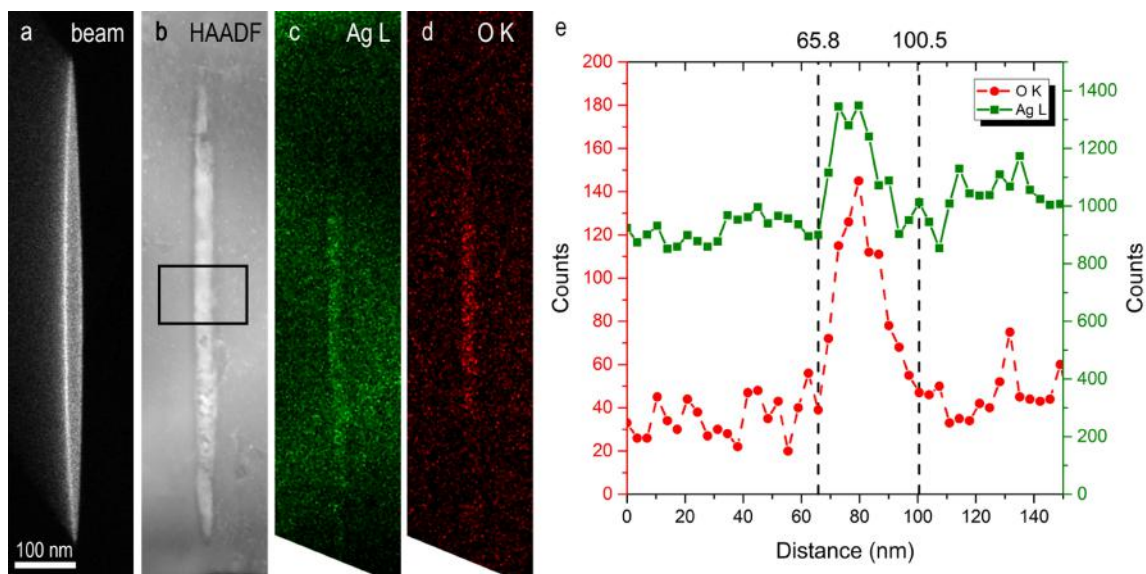 a beam
b HAADF
c Ag L
d O K
100 nm
e
65.8 100.5
200
180
160
140
120
100
80
60
40
20
0
Counts
1400
1200
1000
800
600
400
200
0
Counts
O K
Ag L
0 20 40 60 80 100 120 140
Distance (nm)